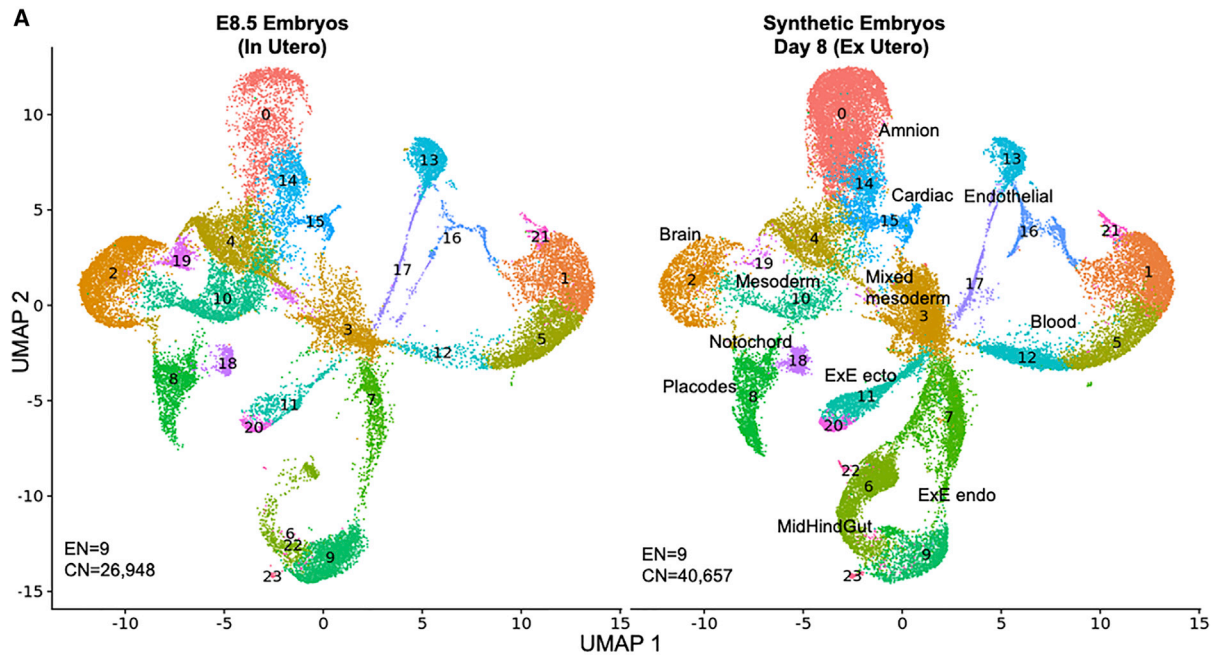 A
E8.5 Embryos
(In Utero)
Synthetic Embryos
Day 8 (Ex Utero)
UMAP 2
10
5
0
-5
-10
-15
0
13
14
15
4
16
21
2
19
17
1
10
3
5
12
18
8
7
11
20
6
22
9
23
EN=9
CN=26,948
-10
-5
0
5
10
15
0
Amnion
13
14
Cardiac
Endothelial
15
16
21
Brain
4
19
1
2
Mesoderm
Mixed
mesoderm
17
10
3
Blood
Notochord
5
12
18
ExE ecto
Placodes
8
11
7
20
22
6
ExE endo
MidHindGut
9
23
EN=9
CN=40,657
-10
-5
0
5
10
15
UMAP 1